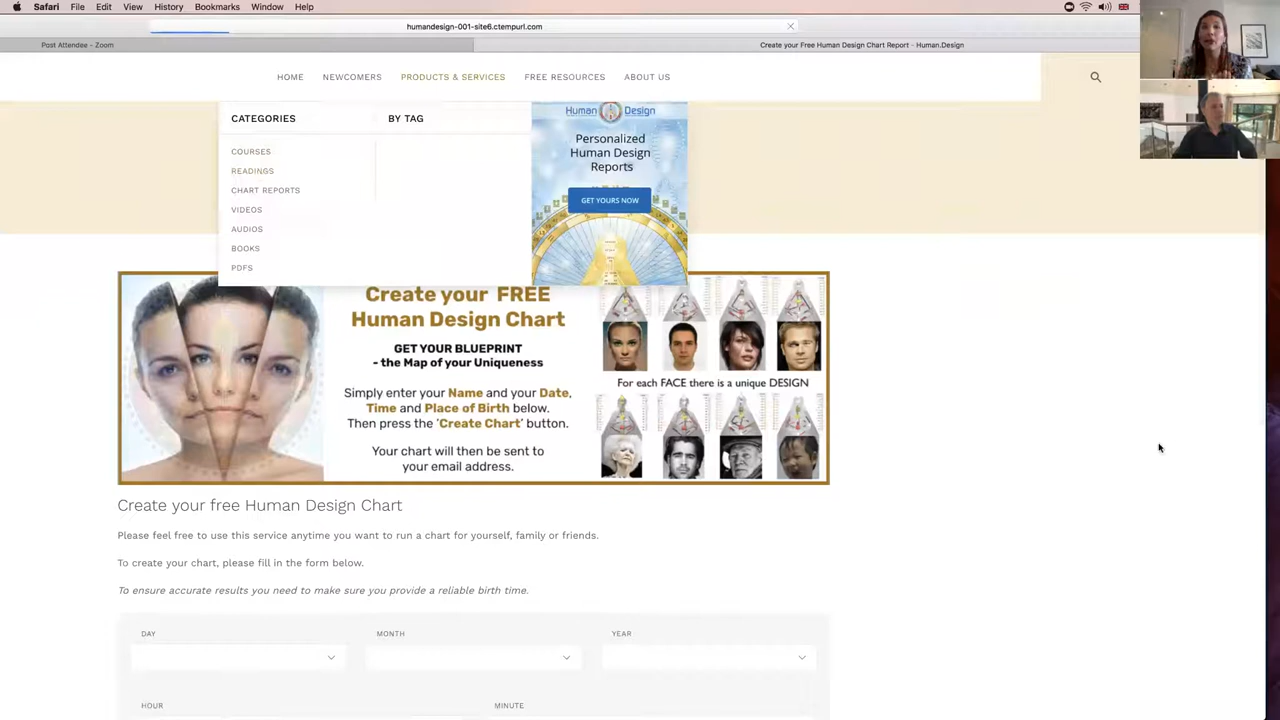 Safari File Edit View History Bookmarks Window Help
humandesign-001-site6.ctempurl.com
Post Attendee - Zoom
Create your Free Human Design Chart Report - Human.Design
HOME NEWCOMERS PRODUCTS & SERVICES FREE RESOURCES ABOUT US
CATEGORIES
COURSES
READINGS
CHART REPORTS
VIDEOS
AUDIOS
BOOKS
PDFS
BY TAG
Human Design
Personalized
Human Design
Reports
GET YOURS NOW
Create your FREE
Human Design Chart
GET YOUR BLUEPRINT
- the Map of your Uniqueness
Simply enter your Name and your Date,
Time and Place of Birth below.
Then press the 'Create Chart' button.
Your chart will then be sent to
your email address.
For each FACE there is a unique DESIGN
Create your free Human Design Chart
Please feel free to use this service anytime you want to run a chart for yourself, family or friends.
To create your chart, please fill in the form below.
To ensure accurate results you need to make sure you provide a reliable birth time.
DAY MONTH YEAR
HOUR MINUTE